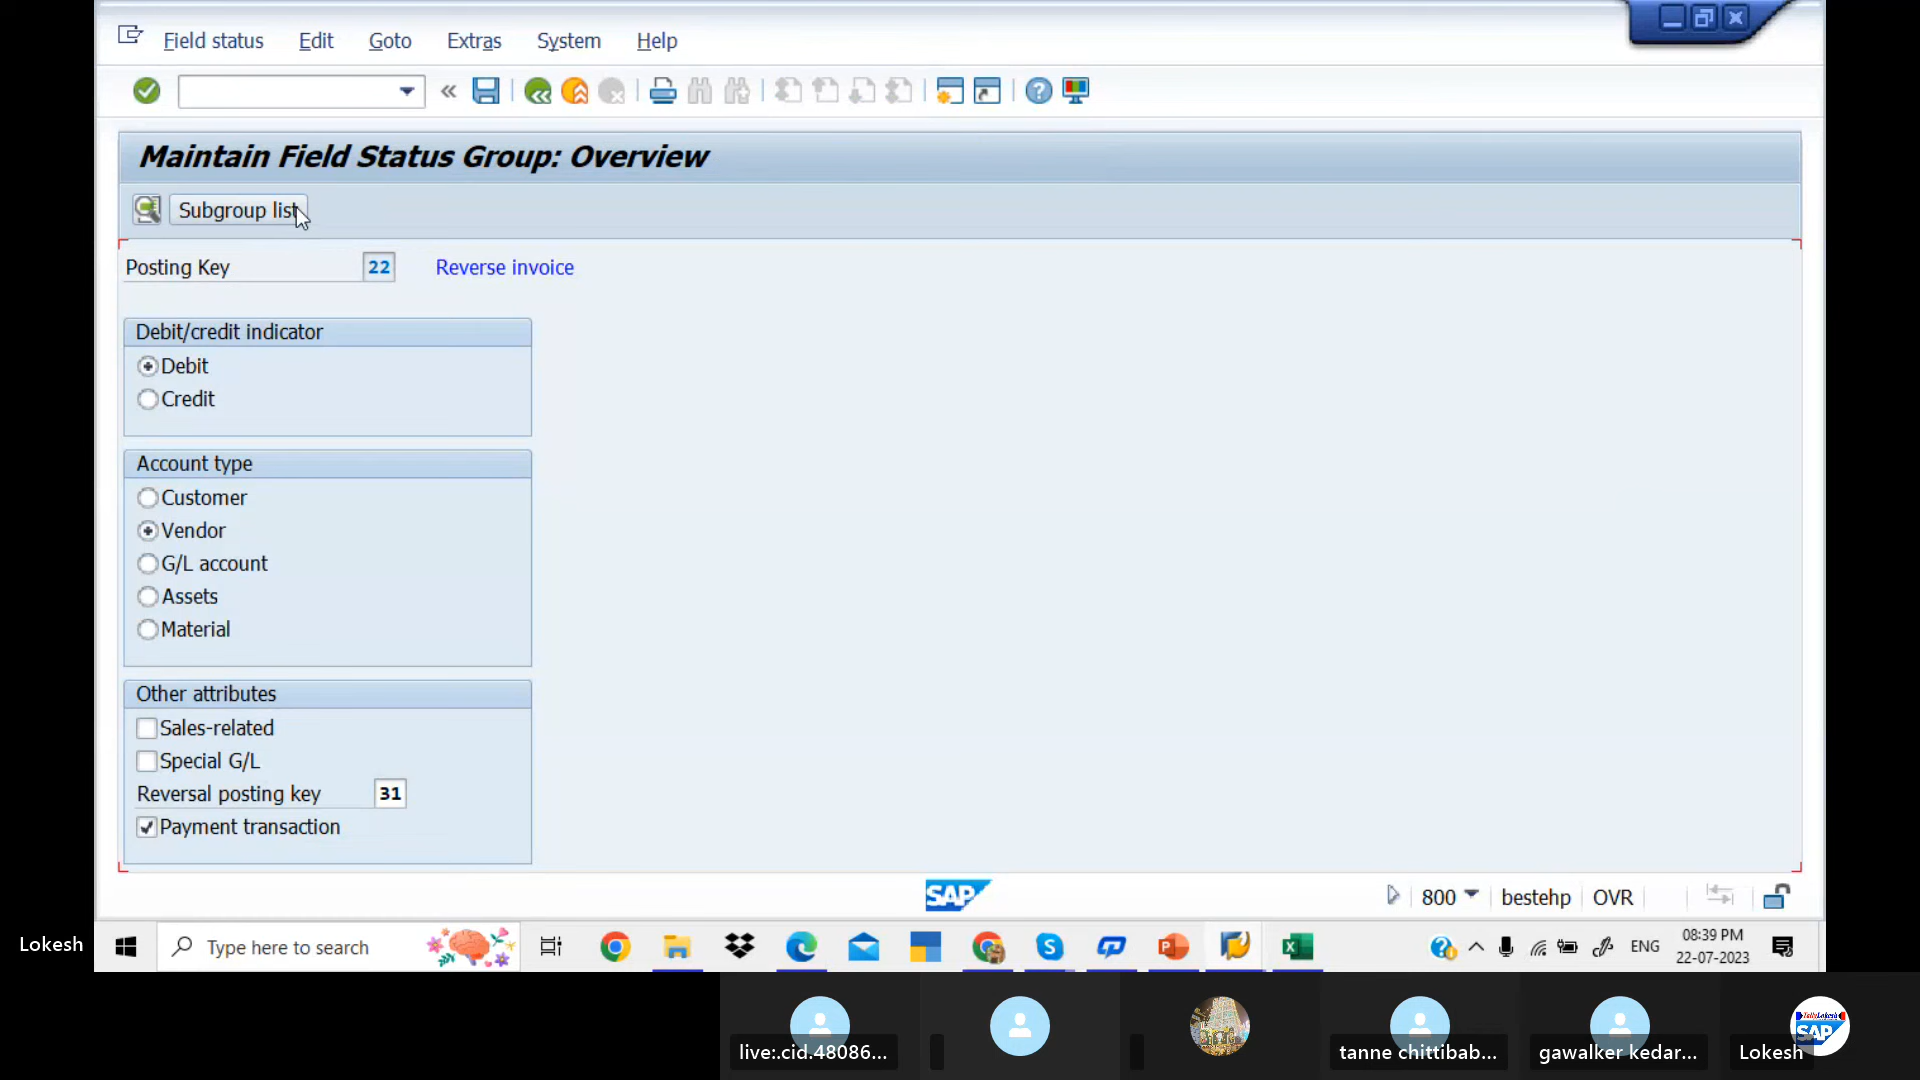 Field status Edit Goto Extras System Help
Maintain Field Status Group: Overview
Subgroup list
Posting Key 22 Reverse invoice
Debit/credit indicator
Debit
Credit
Account type
Customer
Vendor
G/L account
Assets
Material
Other attributes
Sales-related
Special G/L
Reversal posting key 31
Payment transaction
SAP
800 bestehp OVR
Lokesh
Type here to search
ENG
08:39 PM
22-07-2023
live:.cid.48086...
tanne chittibab...
gawalker kedar...
Lokesh
SAP